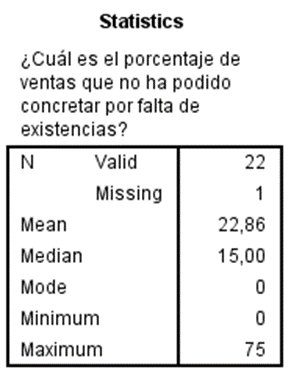 Statistics
¿Cuál es el porcentaje de
ventas que no ha podido
concretar por falta de
existencias?
N Valid 22
Missing 1
Mean 22,86
Median 15,00
Mode 0
Minimum 0
Maximum 75